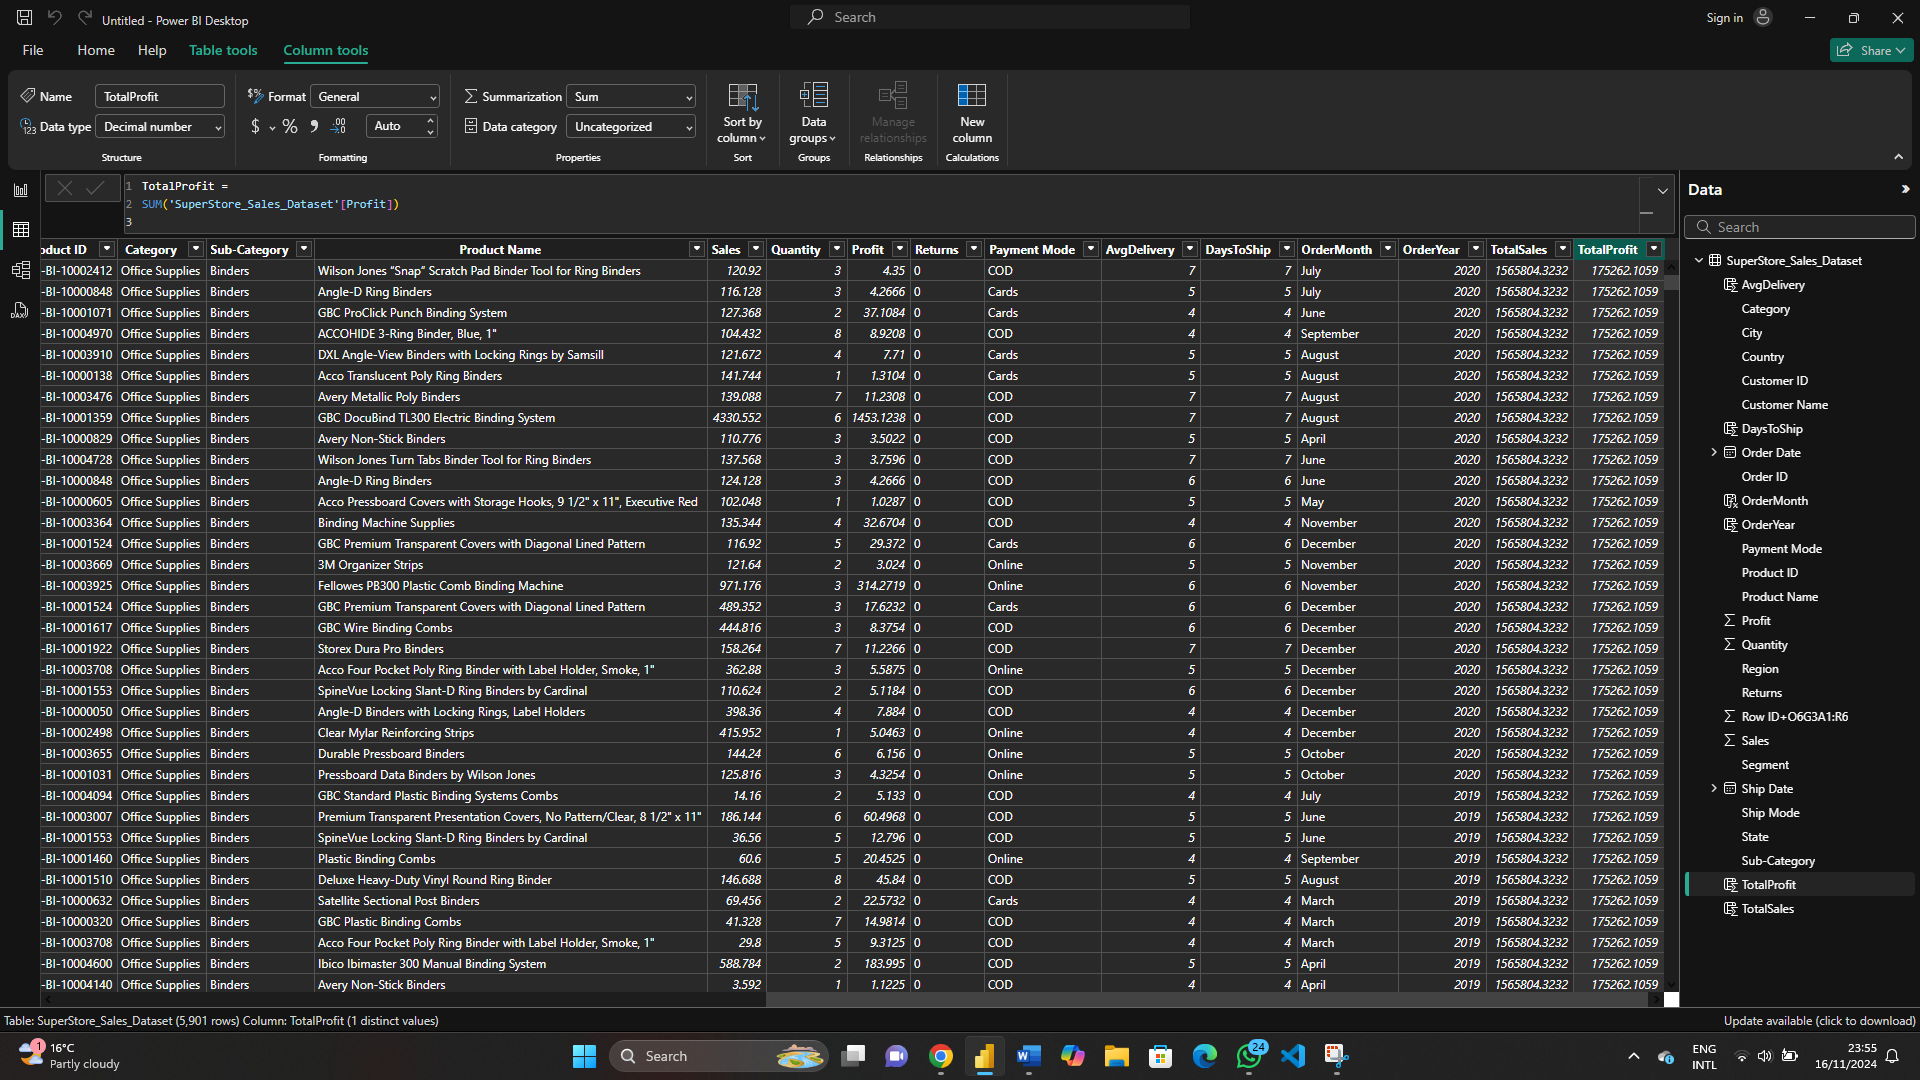 Untitled - Power BI Desktop
Search
Sign in
File Home Help Table tools Column tools
Share
Name TotalProfit
Data type Decimal number
Structure
Format General
$ % , Auto
Formatting
Summarization Sum
Data category Uncategorized
Properties
Sort by column
Sort
Data groups
Groups
Manage relationships
Relationships
New column
Calculations
1 TotalProfit =
2 SUM('SuperStore_Sales_Dataset'[Profit])
3
oduct ID Category Sub-Category Product Name Sales Quantity Profit Returns Payment Mode AvgDelivery DaysToShip OrderMonth OrderYear TotalSales TotalProfit
-BI-10002412 Office Supplies Binders Wilson Jones “Snap” Scratch Pad Binder Tool for Ring Binders 120.92 3 4.35 0 COD 7 7 July 2020 1565804.3232 175262.1059
-BI-10000848 Office Supplies Binders Angle-D Ring Binders 116.128 3 4.2666 0 Cards 5 5 July 2020 1565804.3232 175262.1059
-BI-10001071 Office Supplies Binders GBC ProClick Punch Binding System 127.368 2 37.1084 0 Cards 4 4 June 2020 1565804.3232 175262.1059
-BI-10004970 Office Supplies Binders ACCOHIDE 3-Ring Binder, Blue, 1" 104.432 8 8.9208 0 COD 4 4 September 2020 1565804.3232 175262.1059
-BI-10003910 Office Supplies Binders DXL Angle-View Binders with Locking Rings by Samsill 121.672 4 7.71 0 Cards 5 5 August 2020 1565804.3232 175262.1059
-BI-10000138 Office Supplies Binders Acco Translucent Poly Ring Binders 141.744 1 1.3104 0 Cards 5 5 August 2020 1565804.3232 175262.1059
-BI-10003476 Office Supplies Binders Avery Metallic Poly Binders 139.088 7 11.2308 0 COD 7 7 August 2020 1565804.3232 175262.1059
-BI-10001359 Office Supplies Binders GBC DocuBind TL300 Electric Binding System 4330.552 6 1453.1238 0 COD 7 7 August 2020 1565804.3232 175262.1059
-BI-10000829 Office Supplies Binders Avery Non-Stick Binders 110.776 3 3.5022 0 COD 5 5 April 2020 1565804.3232 175262.1059
-BI-10004728 Office Supplies Binders Wilson Jones Turn Tabs Binder Tool for Ring Binders 137.568 3 3.7596 0 COD 7 7 June 2020 1565804.3232 175262.1059
-BI-10000848 Office Supplies Binders Angle-D Ring Binders 124.128 3 4.2666 0 COD 6 6 June 2020 1565804.3232 175262.1059
-BI-10000605 Office Supplies Binders Acco Pressboard Covers with Storage Hooks, 9 1/2" x 11", Executive Red 102.048 1 1.0287 0 COD 5 5 May 2020 1565804.3232 175262.1059
-BI-10003364 Office Supplies Binders Binding Machine Supplies 135.344 4 32.6704 0 COD 4 4 November 2020 1565804.3232 175262.1059
-BI-10001524 Office Supplies Binders GBC Premium Transparent Covers with Diagonal Lined Pattern 116.92 5 29.372 0 Cards 6 6 December 2020 1565804.3232 175262.1059
-BI-10003669 Office Supplies Binders 3M Organizer Strips 121.64 2 3.024 0 Online 5 5 November 2020 1565804.3232 175262.1059
-BI-10003925 Office Supplies Binders Fellowes PB300 Plastic Comb Binding Machine 971.176 3 314.2719 0 Online 6 6 November 2020 1565804.3232 175262.1059
-BI-10001524 Office Supplies Binders GBC Premium Transparent Covers with Diagonal Lined Pattern 489.352 3 17.6232 0 Cards 6 6 December 2020 1565804.3232 175262.1059
-BI-10001617 Office Supplies Binders GBC Wire Binding Combs 444.816 3 8.3754 0 COD 6 6 December 2020 1565804.3232 175262.1059
-BI-10001922 Office Supplies Binders Storex Dura Pro Binders 158.264 7 11.2266 0 COD 7 7 December 2020 1565804.3232 175262.1059
-BI-10003708 Office Supplies Binders Acco Four Pocket Poly Ring Binder with Label Holder, Smoke, 1" 362.88 3 5.5875 0 Online 5 5 December 2020 1565804.3232 175262.1059
-BI-10001553 Office Supplies Binders SpineVue Locking Slant-D Ring Binders by Cardinal 110.624 2 5.1184 0 COD 6 6 December 2020 1565804.3232 175262.1059
-BI-10000050 Office Supplies Binders Angle-D Binders with Locking Rings, Label Holders 398.36 4 7.884 0 COD 4 4 December 2020 1565804.3232 175262.1059
-BI-10002498 Office Supplies Binders Clear Mylar Reinforcing Strips 415.952 1 5.0463 0 Online 4 4 December 2020 1565804.3232 175262.1059
-BI-10003655 Office Supplies Binders Durable Pressboard Binders 144.24 6 6.156 0 Online 5 5 October 2020 1565804.3232 175262.1059
-BI-10001031 Office Supplies Binders Pressboard Data Binders by Wilson Jones 125.816 3 4.3254 0 Online 5 5 October 2020 1565804.3232 175262.1059
-BI-10004094 Office Supplies Binders GBC Standard Plastic Binding Systems Combs 14.16 2 5.133 0 COD 4 4 July 2019 1565804.3232 175262.1059
-BI-10003007 Office Supplies Binders Premium Transparent Presentation Covers, No Pattern/Clear, 8 1/2" x 11" 186.144 6 60.4968 0 COD 5 5 June 2019 1565804.3232 175262.1059
-BI-10001553 Office Supplies Binders SpineVue Locking Slant-D Ring Binders by Cardinal 36.56 5 12.796 0 COD 5 5 June 2019 1565804.3232 175262.1059
-BI-10001460 Office Supplies Binders Plastic Binding Combs 60.6 5 20.4525 0 Online 4 4 September 2019 1565804.3232 175262.1059
-BI-10001510 Office Supplies Binders Deluxe Heavy-Duty Vinyl Round Ring Binder 146.688 8 45.84 0 COD 5 5 August 2019 1565804.3232 175262.1059
-BI-10000632 Office Supplies Binders Satellite Sectional Post Binders 69.456 2 22.5732 0 Cards 4 4 March 2019 1565804.3232 175262.1059
-BI-10000320 Office Supplies Binders GBC Plastic Binding Combs 41.328 7 14.9814 0 COD 4 4 March 2019 1565804.3232 175262.1059
-BI-10003708 Office Supplies Binders Acco Four Pocket Poly Ring Binder with Label Holder, Smoke, 1" 29.8 5 9.3125 0 COD 4 4 March 2019 1565804.3232 175262.1059
-BI-10004600 Office Supplies Binders Ibico Ibimaster 300 Manual Binding System 588.784 2 183.995 0 COD 5 5 April 2019 1565804.3232 175262.1059
-BI-10004140 Office Supplies Binders Avery Non-Stick Binders 3.592 1 1.1225 0 COD 4 4 April 2019 1565804.3232 175262.1059
Data
Search
SuperStore_Sales_Dataset
AvgDelivery
Category
City
Country
Customer ID
Customer Name
DaysToShip
Order Date
Order ID
OrderMonth
OrderYear
Payment Mode
Product ID
Product Name
Profit
Quantity
Region
Returns
Row ID+O6G3A1:R6
Sales
Segment
Ship Date
Ship Mode
State
Sub-Category
TotalProfit
TotalSales
Table: SuperStore_Sales_Dataset (5,901 rows) Column: TotalProfit (1 distinct values)
Update available (click to download)
1
16°C
Partly cloudy
Search
24
ENG
INTL
23:55
16/11/2024